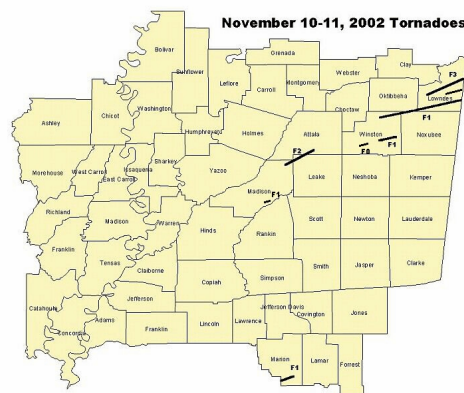 November 10-11, 2002 Tornadoes
Bolivar
Grenada
Clay
Sunflower
Leflore
Carroll
Montgomery
Webster
F3
Oktibbeha
Lowndes
Washington
Choctaw
F1
Ashley
Chicot
Humphreys
Holmes
Attala
Winston
F1
Noxubee
F0
F2
Morehouse
West Carroll
East Carroll
Issaquena
Sharkey
Yazoo
Leake
Neshoba
Kemper
Madison
F1
Richland
Madison
Warren
Hinds
Rankin
Scott
Newton
Lauderdale
Franklin
Tensas
Claiborne
Copiah
Simpson
Smith
Jasper
Clarke
Catahoula
Jefferson
Concordia
Adams
Franklin
Lincoln
Lawrence
Jefferson Davis
Covington
Jones
Marion
Lamar
Forrest
F1